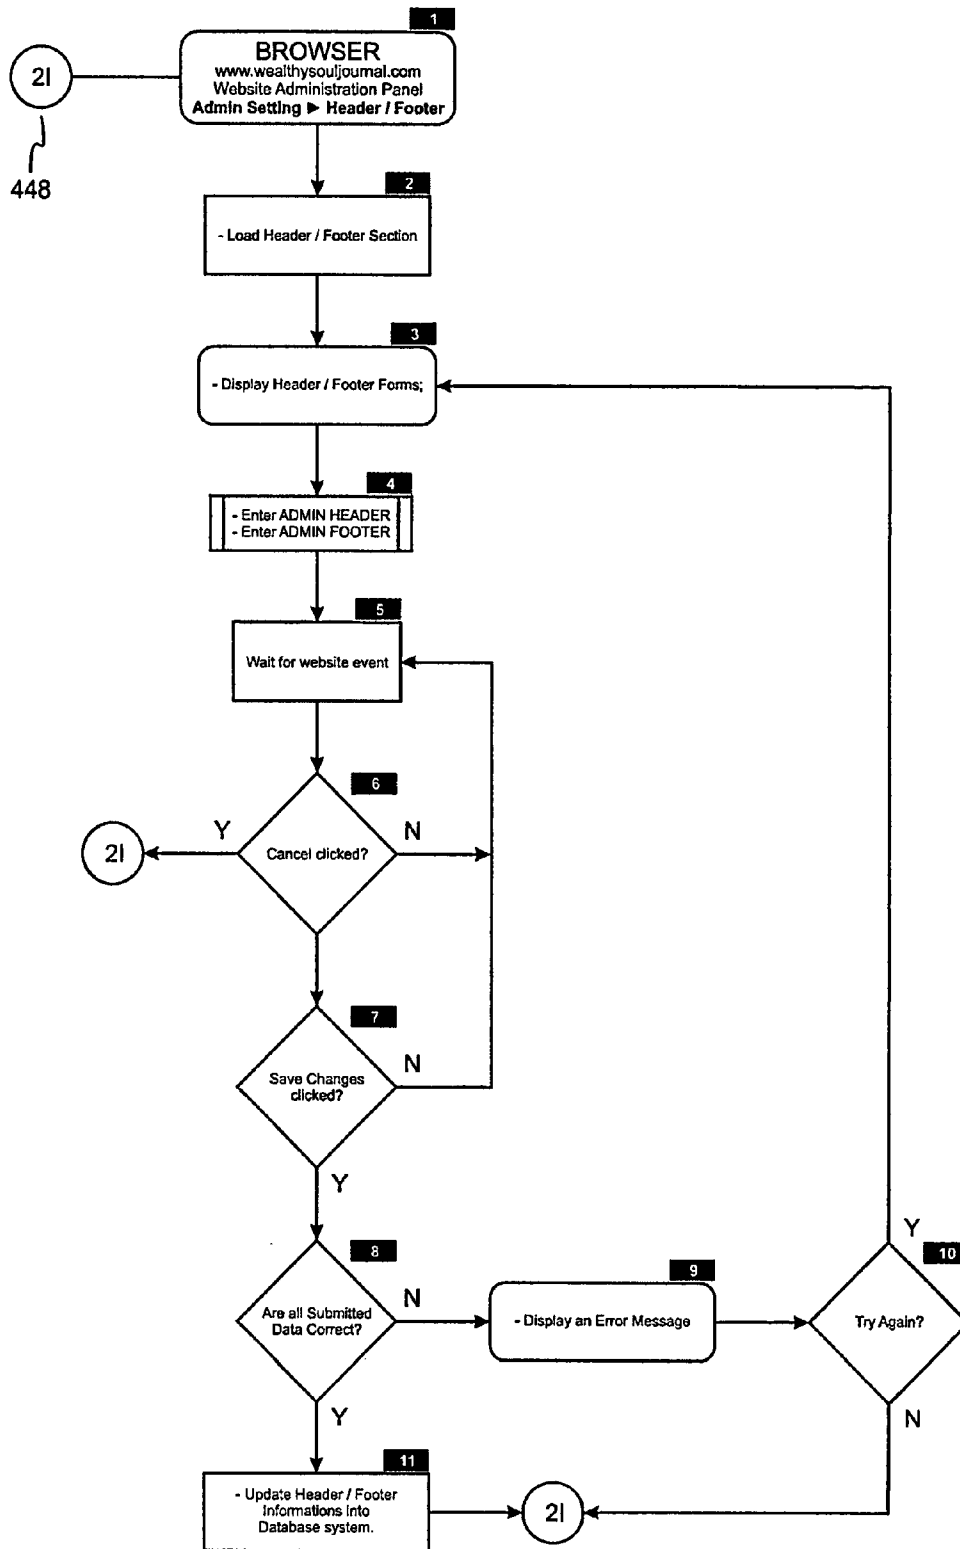 1
2I
BROWSER
www.wealthysouljournal.com
Website Administration Panel
Admin Setting ► Header / Footer
448
2
- Load Header / Footer Section
3
- Display Header / Footer Forms;
4
- Enter ADMIN HEADER
- Enter ADMIN FOOTER
5
Wait for website event
6
Y
N
2I
Cancel clicked?
7
N
Save Changes
clicked?
Y
Y
8
10
9
N
Are all Submitted
Data Correct?
- Display an Error Message
Try Again?
Y
N
11
- Update Header / Footer
Informations into
Database system.
2I